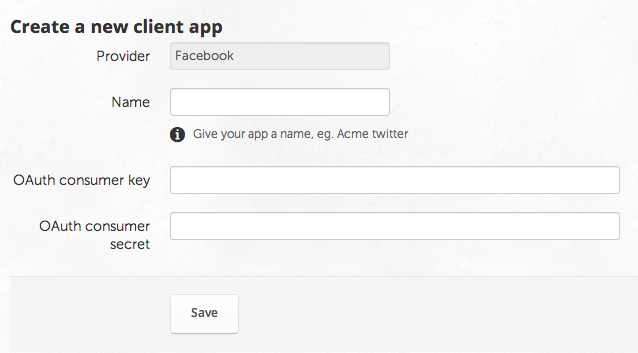 Create a new client app
Provider Facebook
Name
Give your app a name, eg. Acme twitter
OAuth consumer key
OAuth consumer
secret
Save